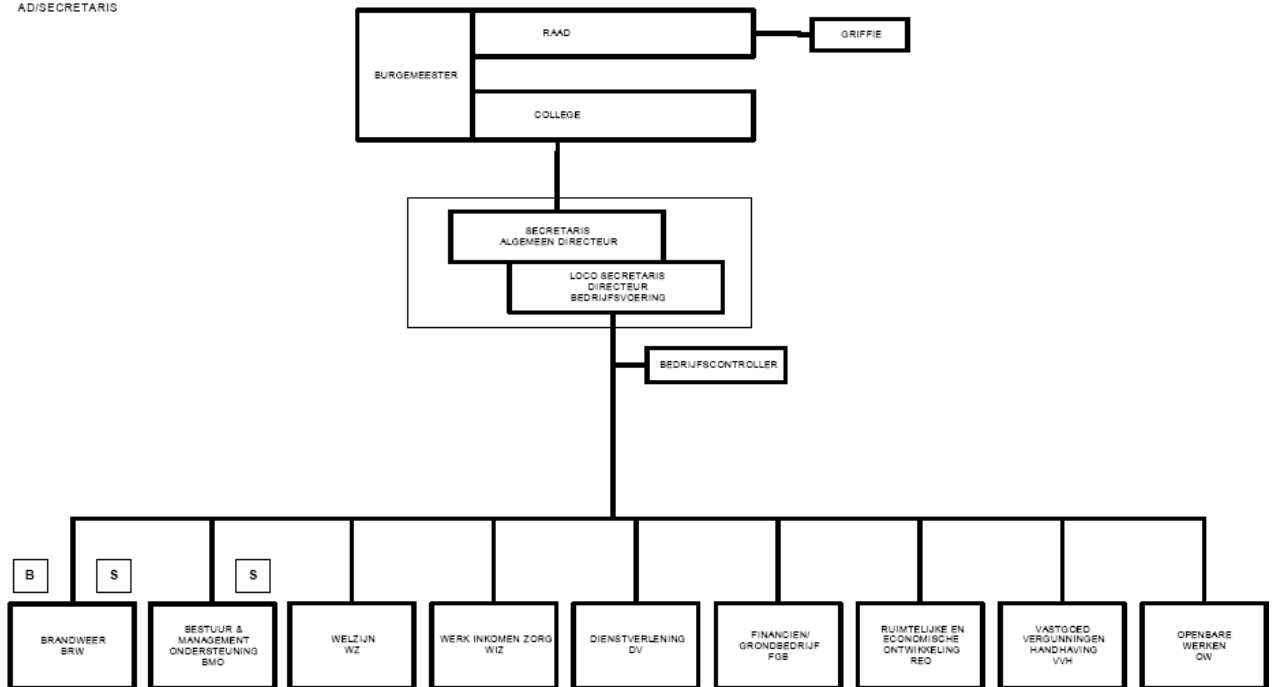 AD/SECRETARIS
RAAD
GRIFFIE
BURGEMEESTER
COLLEGE
SECRETARIS
ALGEMEEN DIRECTEUR
LOCO SECRETARIS
DIRECTEUR
BEDRIJFSVOERING
BEDRIJFSCONTROLLER
B
S
S
BRANDWEER
BRW
BESTUUR &
MANAGEMENT
ONDERSTEUNING
BMO
WELZIJN
WZ
WERK INKOMEN ZORG
WIZ
DIENSTVERLENING
DV
FINANCIEN/
GRONDBEDRIJF
FGB
RUIMTELIJKE EN
ECONOMISCHE
ONTWIKKELING
REO
VASTGOED
VERGUNNINGEN
HANDHAVING
VVH
OPENBARE
WERKEN
OW